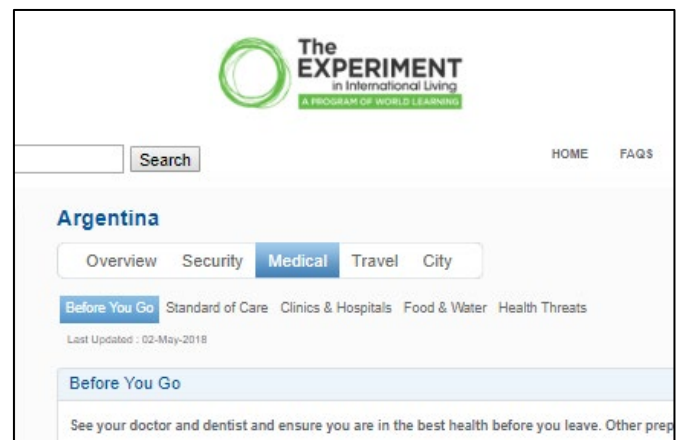 The
EXPERIMENT
in International Living
A PROGRAM OF WORLD LEARNING
Search
HOME FAQS
Argentina
Overview Security Medical Travel City
Before You Go Standard of Care Clinics & Hospitals Food & Water Health Threats
Last Updated : 02-May-2018
Before You Go
See your doctor and dentist and ensure you are in the best health before you leave. Other prep